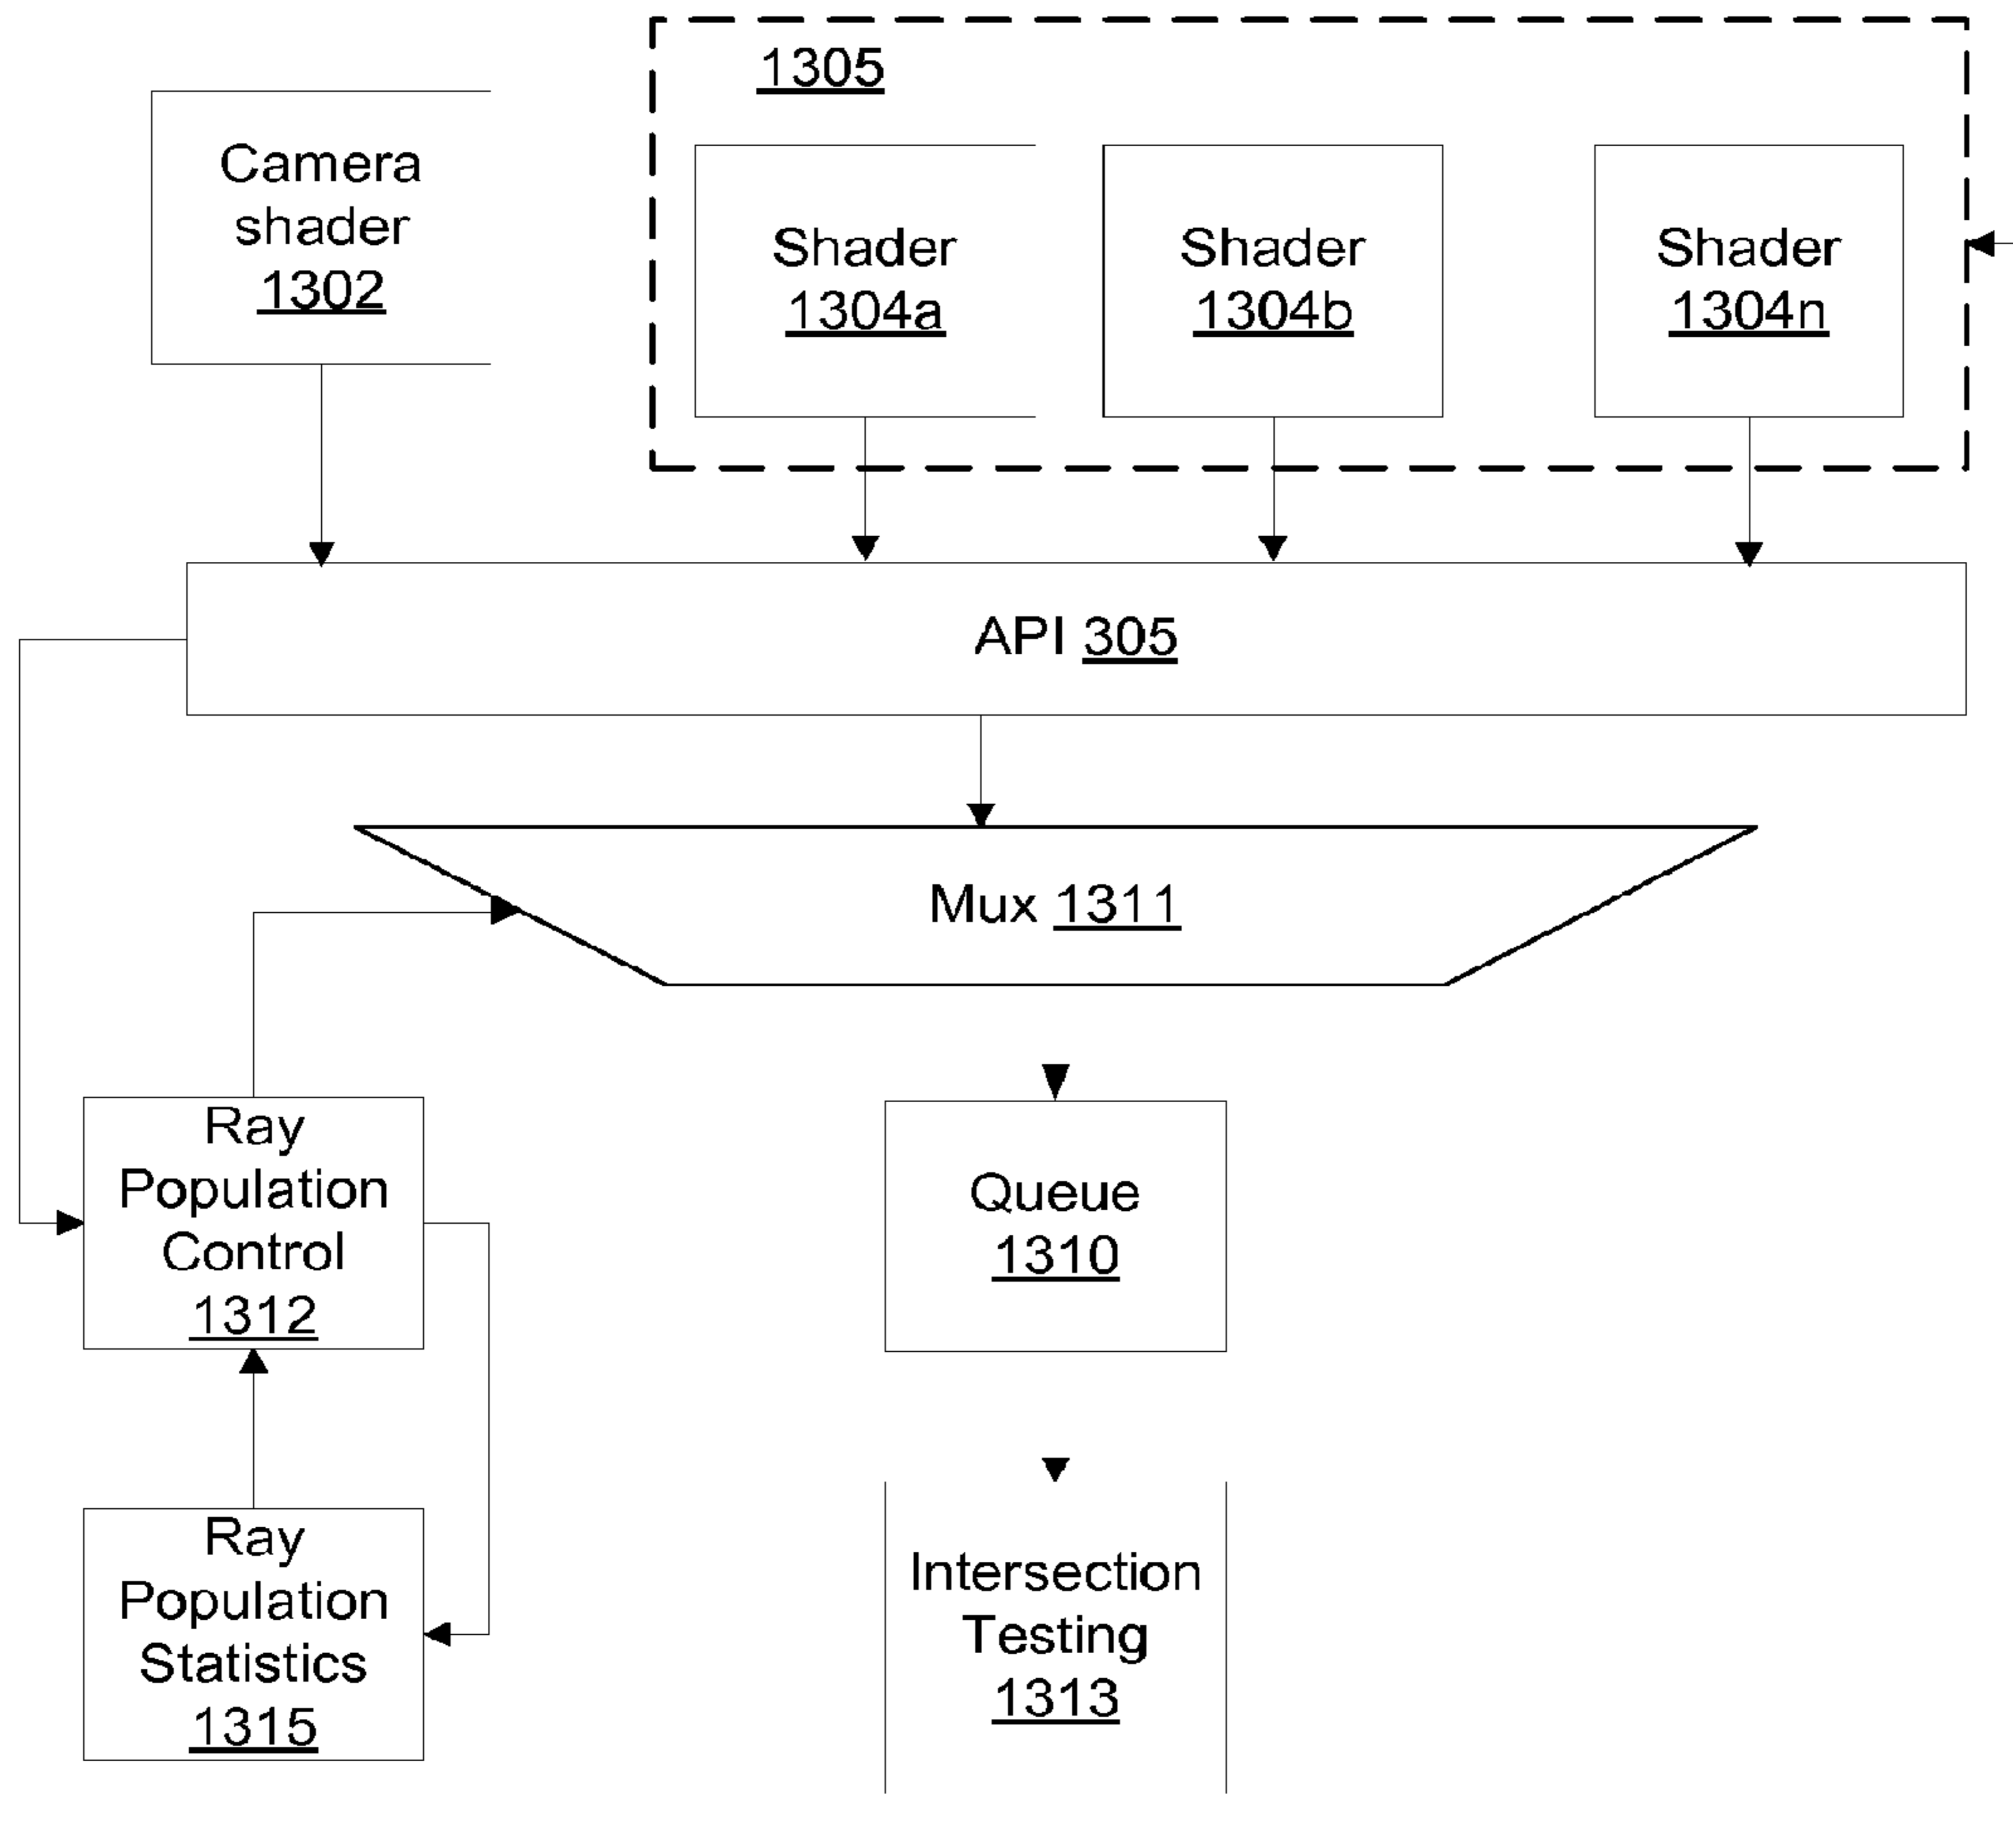 1305
Camera
shader
1302
Shader
1304a
Shader
1304b
Shader
1304n
API 305
Mux 1311
Ray
Population
Control
1312
Queue
1310
Ray
Population
Statistics
1315
Intersection
Testing
1313